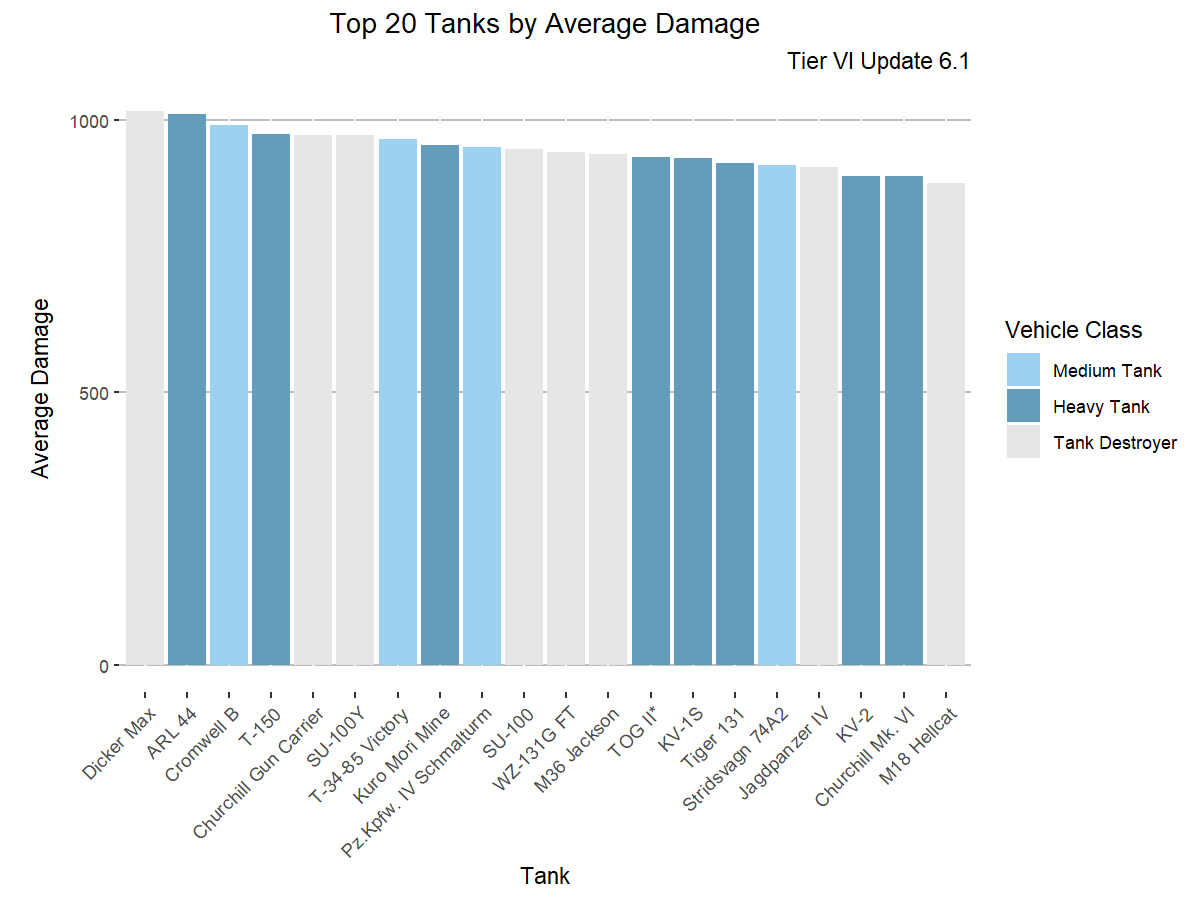 Top 20 Tanks by Average Damage
Tier VI Update 6.1
Average Damage
1000
500
0
Dicker Max
ARL 44
Cromwell B
T-150
Churchill Gun Carrier
SU-100Y
T-34-85 Victory
Kuro Mori Mine
Pz.Kpfw. IV Schmalturm
SU-100
WZ-131G FT
M36 Jackson
TOG II*
KV-1S
Tiger 131
Stridsvagn 74A2
Jagdpanzer IV
KV-2
Churchill Mk. VI
M18 Hellcat
Tank
Vehicle Class
Medium Tank
Heavy Tank
Tank Destroyer